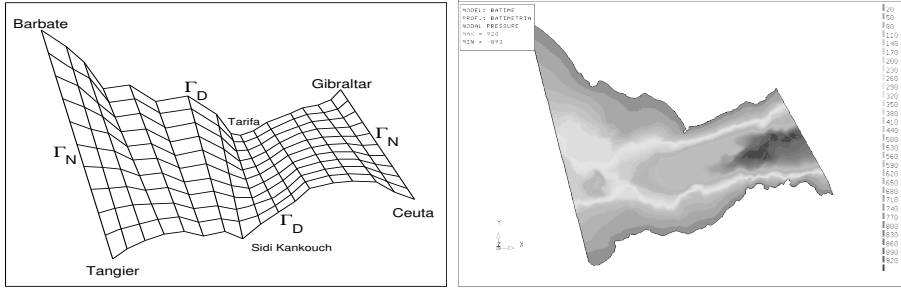 Barbate
Γ_D
Gibraltar
Tarifa
Γ_N
Γ_N
Γ_D
Ceuta
Sidi Kankouch
Tangier
MODEL: BATIME
PROF.: BATIMETRIA
NODAL PRESSURE
MAX = 920
MIN = -893
20
50
80
110
140
170
200
230
260
290
320
350
380
410
440
470
500
530
560
590
620
650
680
710
740
770
800
830
860
890
920
Y
Z
X